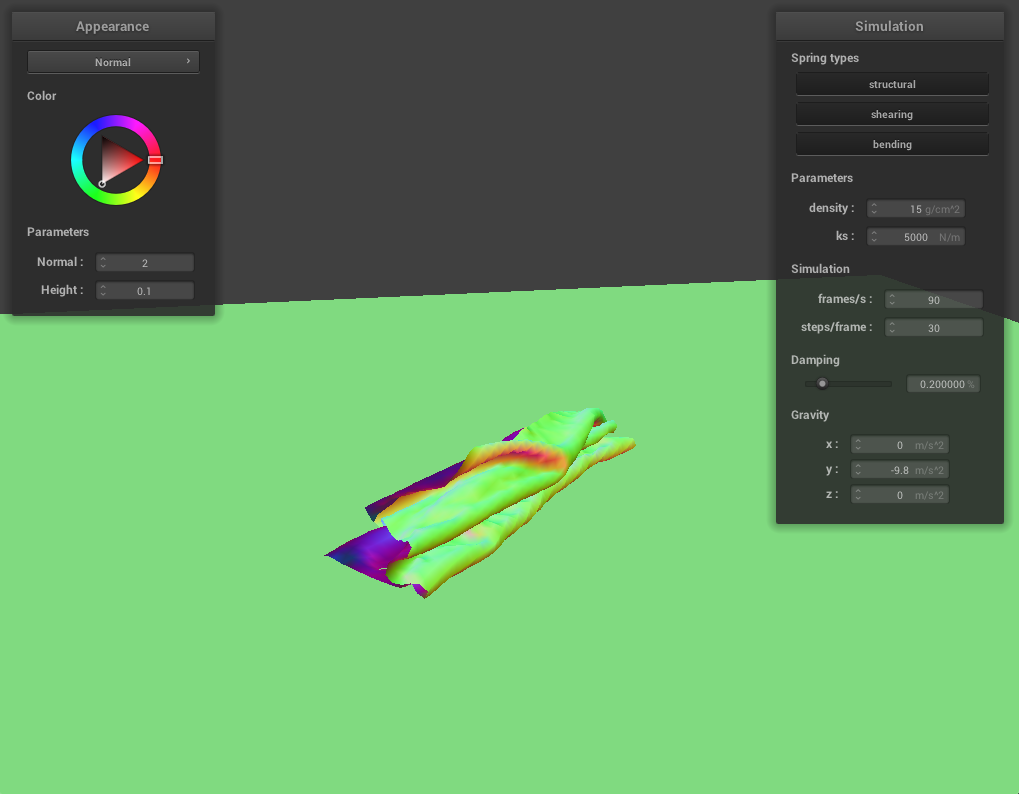 Appearance
Normal
Color
Parameters
Normal : 2
Height : 0.1
Simulation
Spring types
structural
shearing
bending
Parameters
density : 15 g/cm^2
ks : 5000 N/m
Simulation
frames/s : 90
steps/frame : 30
Damping
0.200000 %
Gravity
x : 0 m/s^2
y : -9.8 m/s^2
z : 0 m/s^2